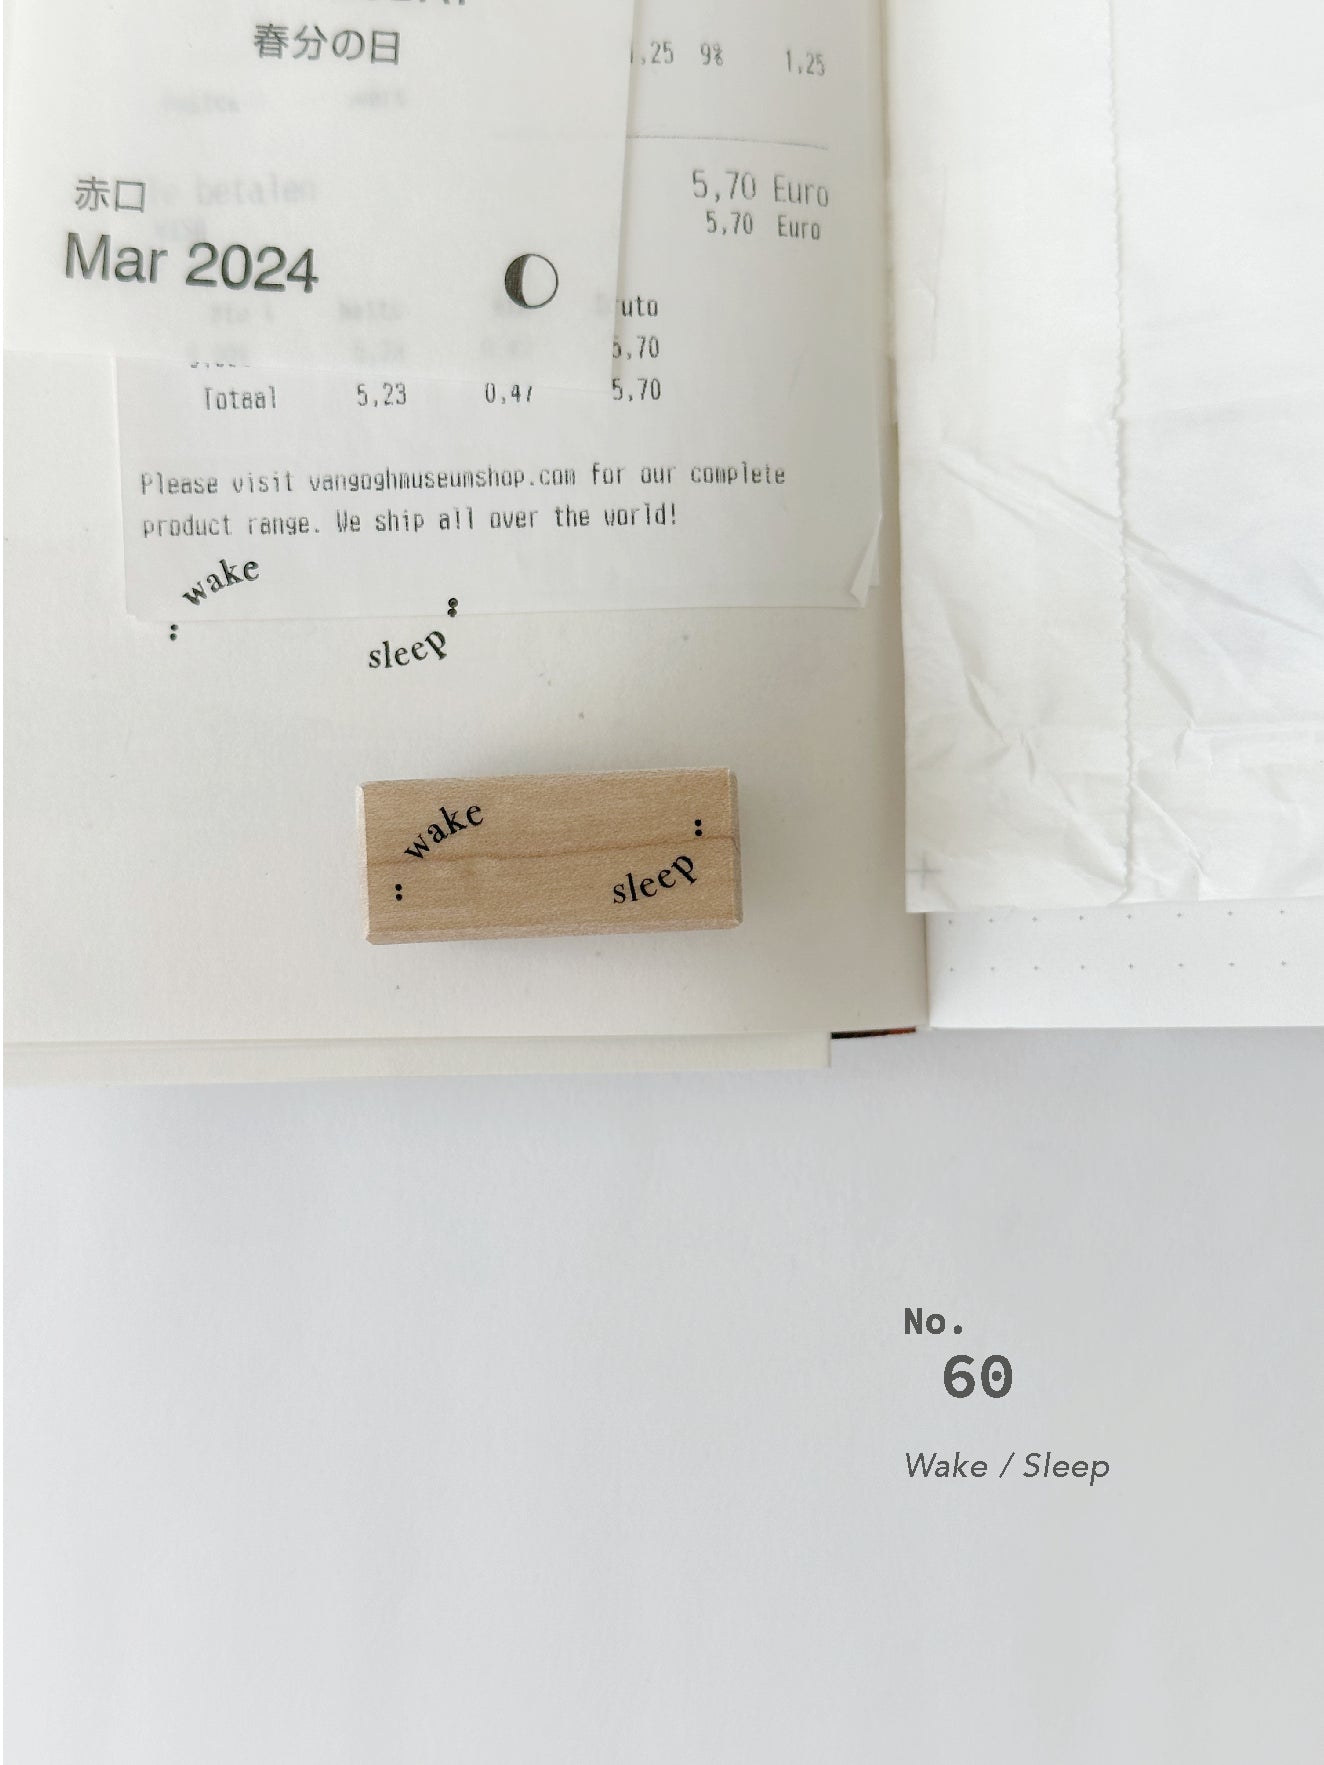 春分の日
,25 9% 1,25
赤口
betalen
5,70 Euro
Mar 2024
5,70 Euro
uto
5,70
Totaal 5,23 0,47 5,70
Please visit vangoghmuseumshop.com for our complete
product range. We ship all over the world!
wake
:
:
sleep
wake
:
:
sleep
No.
60
Wake / Sleep